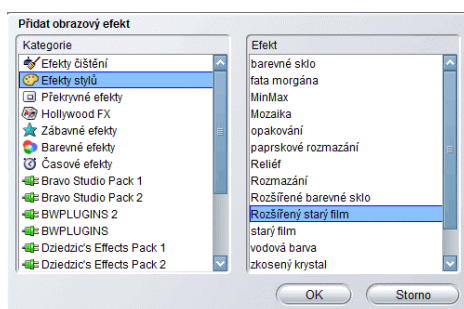 Přidat obrazový efekt
Kategorie
Efekty čištění
Efekty stylů
Překryvné efekty
Hollywood FX
Zábavné efekty
Barevné efekty
Časové efekty
Bravo Studio Pack 1
Bravo Studio Pack 2
BWPLUGINS 2
BWPLUGINS
Dziedzic's Effects Pack 1
Dziedzic's Effects Pack 2
Efekt
barevné sklo
fata morgána
MinMax
Mozaika
opakování
paprskové rozmazání
Reliéf
Rozmazání
Rozšířené barevné sklo
Rozšířený starý film
starý film
vodová barva
zkosený krystal
OK
Storno